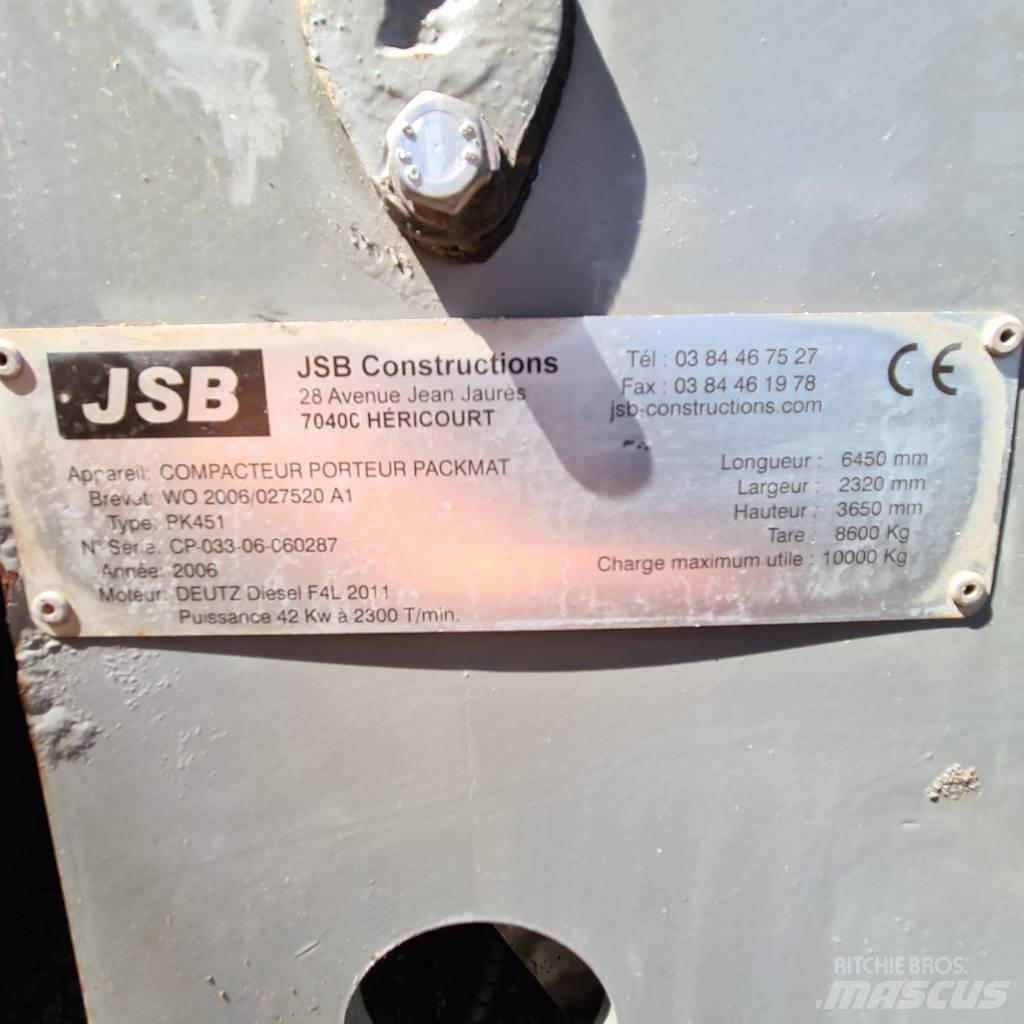 JSB
JSB Constructions
28 Avenue Jean Jaurès
70400 HÉRICOURT
Tél : 03 84 46 75 27
Fax : 03 84 46 19 78
jsb-constructions.com
CE
Appareil: COMPACTEUR PORTEUR PACKMAT
Brevet: WO 2006/027520 A1
Type: PK451
N° Série: CP-033-06-060287
Année: 2006
Moteur: DEUTZ Diesel F4L 2011
Puissance 42 Kw à 2300 T/min.
Longueur : 6450 mm
Largeur : 2320 mm
Hauteur : 3650 mm
Tare : 8600 Kg
Charge maximum utile : 10000 Kg
RITCHIE BROS.
MASCUS